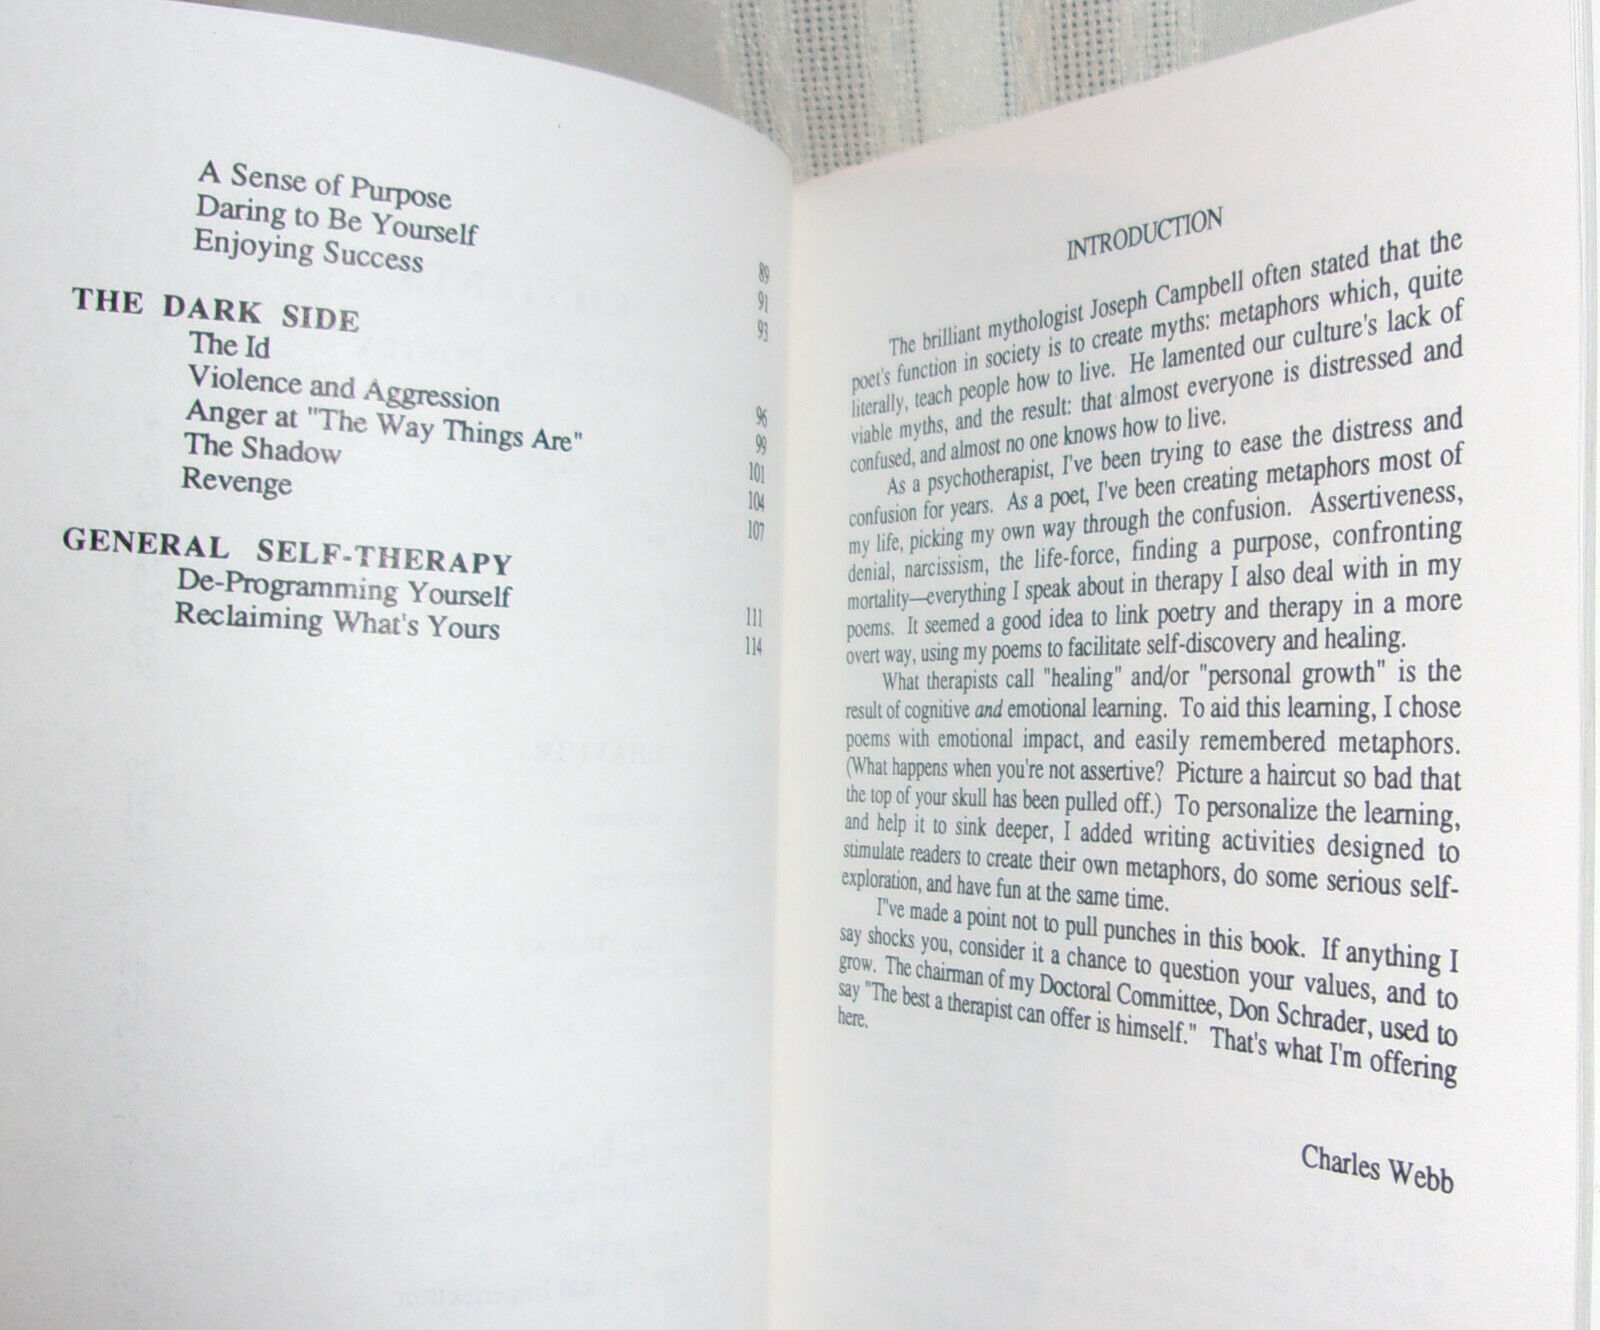 A Sense of Purpose 89
Daring to Be Yourself 91
Enjoying Success 93
THE DARK SIDE
The Id 96
Violence and Aggression 99
Anger at "The Way Things Are" 101
The Shadow 104
Revenge 107
GENERAL SELF-THERAPY
De-Programming Yourself 111
Reclaiming What's Yours 114
INTRODUCTION
The brilliant mythologist Joseph Campbell often stated that the
poet's function in society is to create myths: metaphors which, quite
literally, teach people how to live. He lamented our culture's lack of
viable myths, and the result: that almost everyone is distressed and
confused, and almost no one knows how to live.
As a psychotherapist, I've been trying to ease the distress and
confusion for years. As a poet, I've been creating metaphors most of
my life, picking my own way through the confusion. Assertiveness,
denial, narcissism, the life-force, finding a purpose, confronting
mortality—everything I speak about in therapy I also deal with in my
poems. It seemed a good idea to link poetry and therapy in a more
overt way, using my poems to facilitate self-discovery and healing.
What therapists call "healing" and/or "personal growth" is the
result of cognitive and emotional learning. To aid this learning, I chose
poems with emotional impact, and easily remembered metaphors.
(What happens when you're not assertive? Picture a haircut so bad that
the top of your skull has been pulled off.) To personalize the learning,
and help it to sink deeper, I added writing activities designed to
stimulate readers to create their own metaphors, do some serious self-
exploration, and have fun at the same time.
I"ve made a point not to pull punches in this book. If anything I
say shocks you, consider it a chance to question your values, and to
grow. The chairman of my Doctoral Committee, Don Schrader, used to
say "The best a therapist can offer is himself." That's what I'm offering
here.
Charles Webb